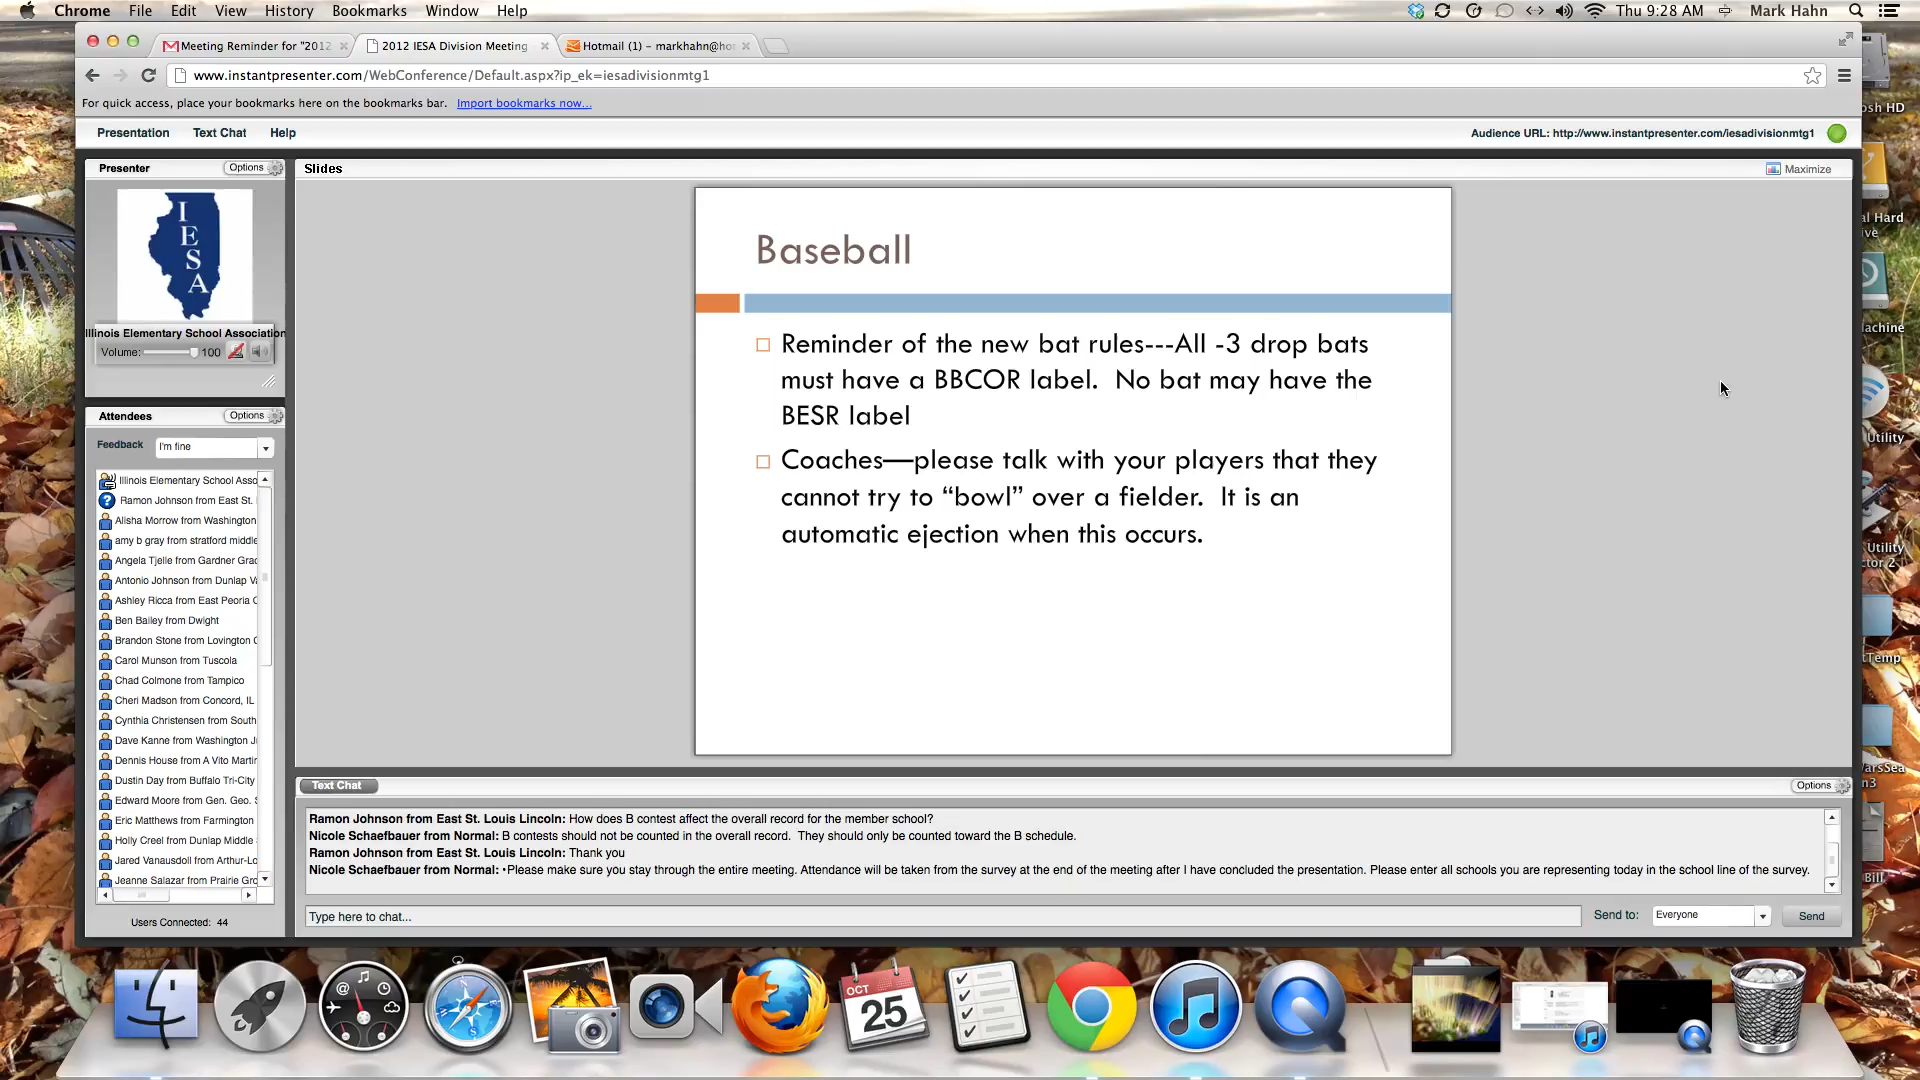 Chrome File Edit View History Bookmarks Window Help Thu 9:28 AM Mark Hahn
Meeting Reminder for "2012 2012 IESA Division Meeting Hotmail (1) - markhahn@ho
www.instantpresenter.com/WebConference/Default.aspx?ip_ek=iesadivisionmtg1
For quick access, place your bookmarks here on the bookmarks bar. Import bookmarks now...
Presentation Text Chat Help Audience URL: http://www.instantpresenter.com/iesadivisionmtg1
Presenter Options
I
E
S
A
Illinois Elementary School Association
Volume: 100
Attendees Options
Feedback I'm fine
Illinois Elementary School Asso
Ramon Johnson from East St.
Alisha Morrow from Washington
amy b gray from stratford middle
Angela Tjelle from Gardner Grad
Antonio Johnson from Dunlap Va
Ashley Ricca from East Peoria C
Ben Bailey from Dwight
Brandon Stone from Lovington C
Carol Munson from Tuscola
Chad Colmone from Tampico
Cheri Madson from Concord, IL
Cynthia Christensen from South
Dave Kanne from Washington J
Dennis House from A Vito Martin
Dustin Day from Buffalo Tri-City
Edward Moore from Gen. Geo. S
Eric Matthews from Farmington
Holly Creel from Dunlap Middle
Jared Vanausdoll from Arthur-Lo
Jeanne Salazar from Prairie Gro
Users Connected: 44
Slides Maximize
Baseball
Reminder of the new bat rules---All -3 drop bats
must have a BBCOR label. No bat may have the
BESR label
Coaches—please talk with your players that they
cannot try to “bowl” over a fielder. It is an
automatic ejection when this occurs.
Text Chat Options
Ramon Johnson from East St. Louis Lincoln: How does B contest affect the overall record for the member school?
Nicole Schaefbauer from Normal: B contests should not be counted in the overall record. They should only be counted toward the B schedule.
Ramon Johnson from East St. Louis Lincoln: Thank you
Nicole Schaefbauer from Normal: •Please make sure you stay through the entire meeting. Attendance will be taken from the survey at the end of the meeting after I have concluded the presentation. Please enter all schools you are representing today in the school line of the survey.
Type here to chat... Send to: Everyone Send
osh HD
al Hard
ive
achine
Utility
Utility
ctor 2
tTemp
arsSea
n3
Bill
OCT
25